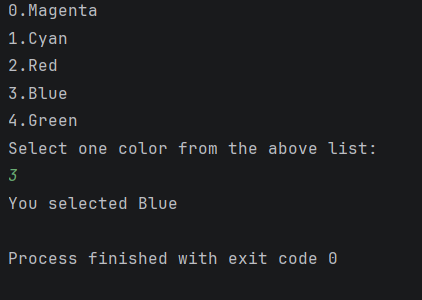 0.Magenta
1.Cyan
2.Red
3.Blue
4.Green
Select one color from the above list:
3
You selected Blue
Process finished with exit code 0